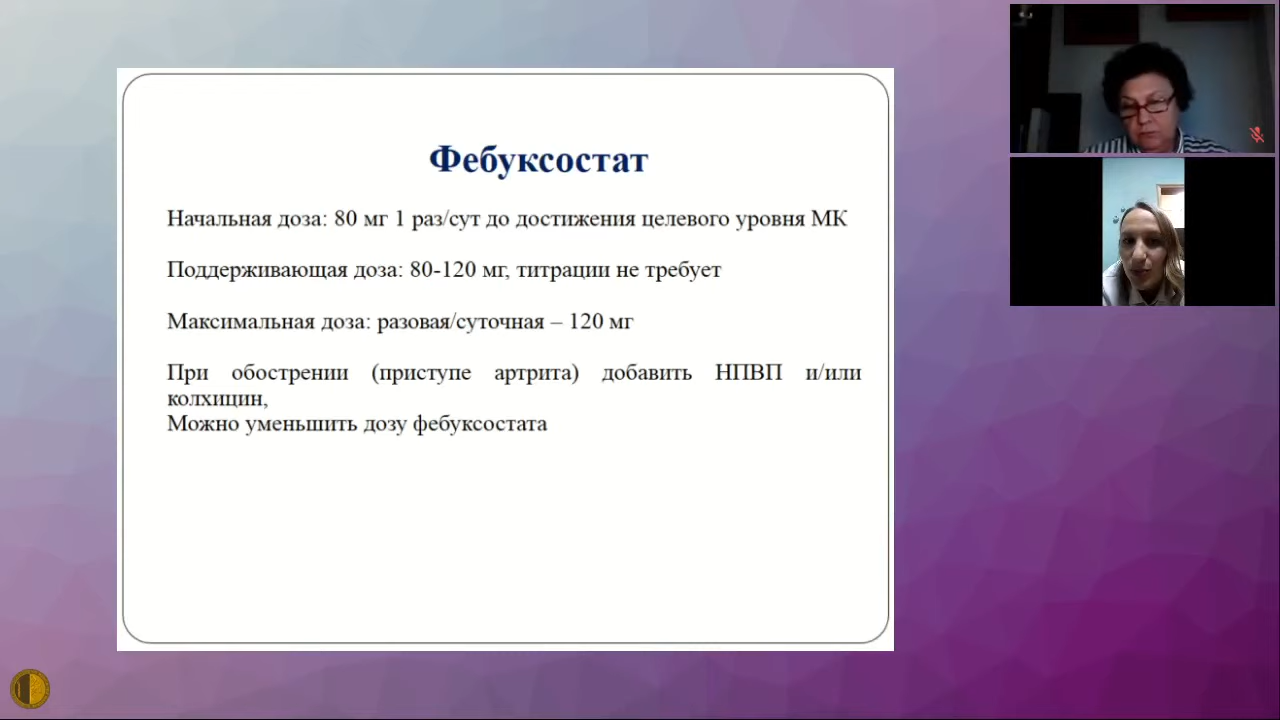 Фебуксостат
Начальная доза: 80 мг 1 раз/сут до достижения целевого уровня МК
Поддерживающая доза: 80-120 мг, титрации не требует
Максимальная доза: разовая/суточная – 120 мг
При обострении (приступе артрита) добавить НПВП и/или
колхицин,
Можно уменьшить дозу фебуксостата